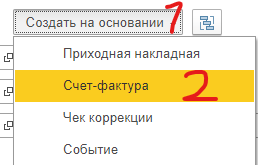 Создать на основании
1
Приходная накладная
Счет-фактура 2
Чек коррекции
Событие